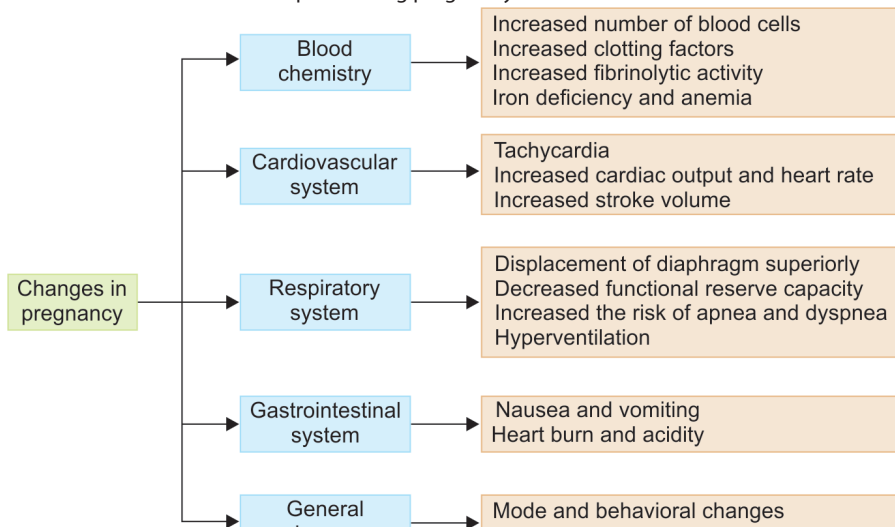 Blood
chemistry
Increased number of blood cells
Increased clotting factors
Increased fibrinolytic activity
Iron deficiency and anemia
Cardiovascular
system
Tachycardia
Increased cardiac output and heart rate
Increased stroke volume
Changes in
pregnancy
Respiratory
system
Displacement of diaphragm superiorly
Decreased functional reserve capacity
Increased the risk of apnea and dyspnea
Hyperventilation
Gastrointestinal
system
Nausea and vomiting
Heart burn and acidity
General
Mode and behavioral changes